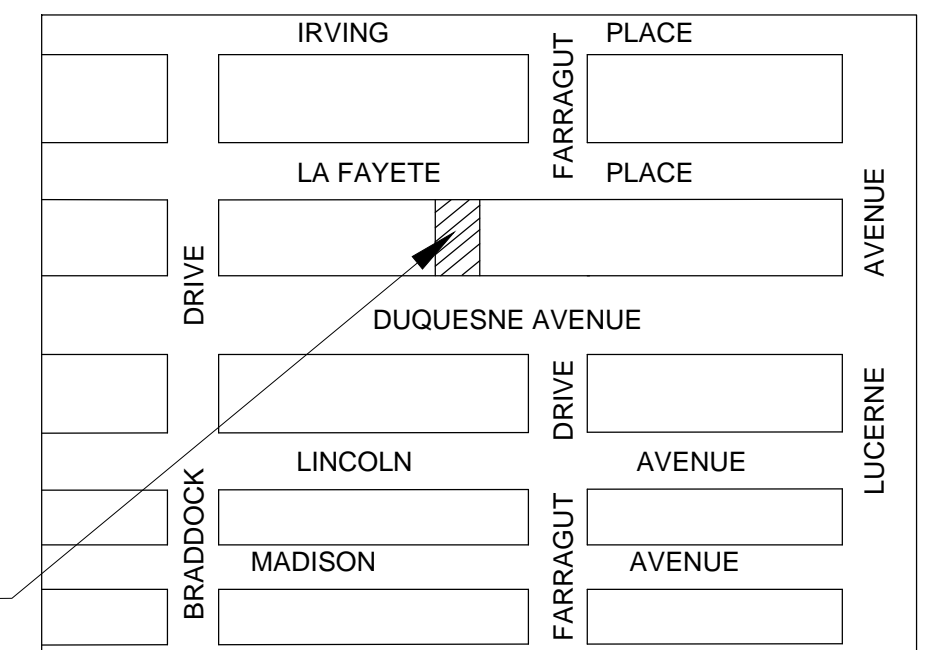 IRVING PLACE
FARRAGUT
LA FAYETE PLACE
AVENUE
DRIVE
DUQUESNE AVENUE
DRIVE
LUCERNE
LINCOLN AVENUE
BRADDOCK
FARRAGUT
MADISON AVENUE